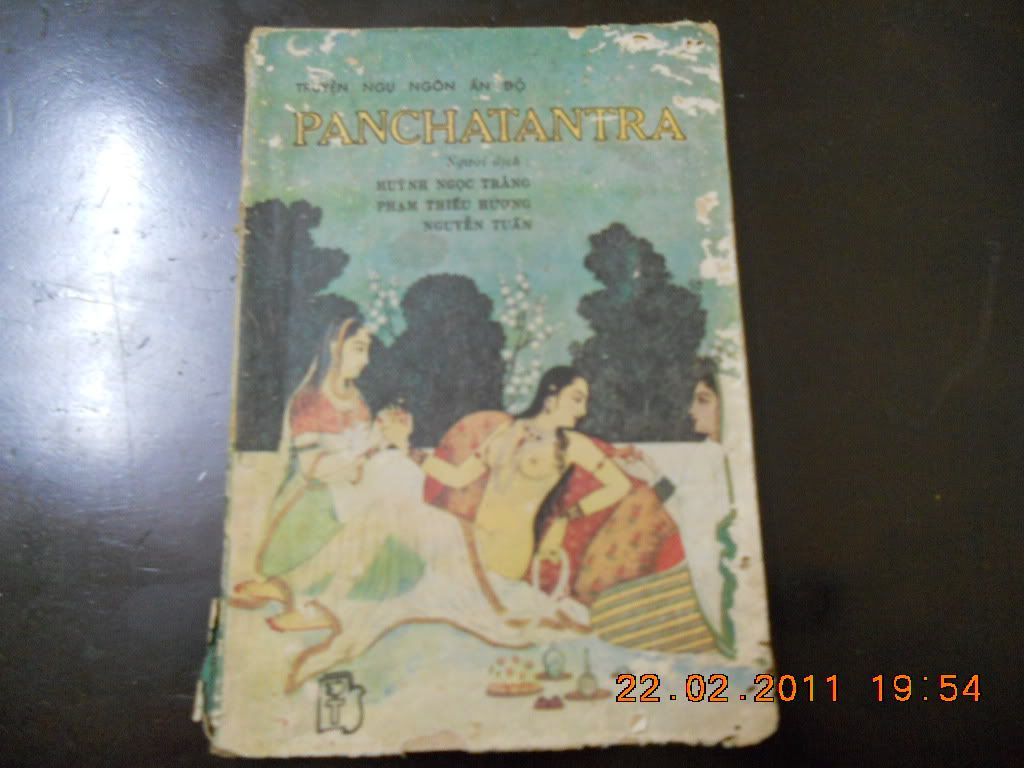 TRUYỆN NGỤ NGÔN ẤN ĐỘ
PANCHATANTRA
Người dịch :
HUỲNH NGỌC TRẢNG
PHẠM THIẾU HƯƠNG
NGUYỄN TUẤN
22.02.2011 19:54